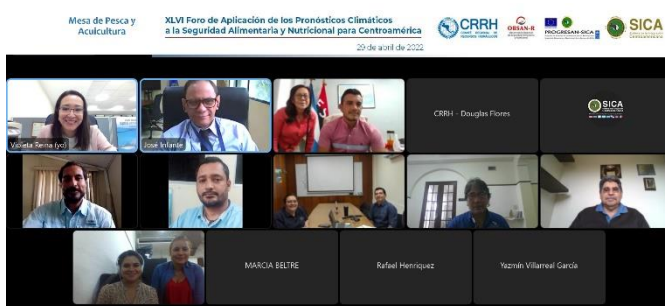 Mesa de Pesca y
Acuicultura
XLVI Foro de Aplicación de los Pronósticos Climáticos
a la Seguridad Alimentaria y Nutricional para Centroamérica
29 de abril de 2022
CRRH
OBSAN-R
PROGRESAN-SICA
SICA
Violeta Reina (yo)
José Infante
CRRH - Douglas Flores
SICA
MARCIA BELTRE
Rafael Henriquez
Yazmín Villarreal García